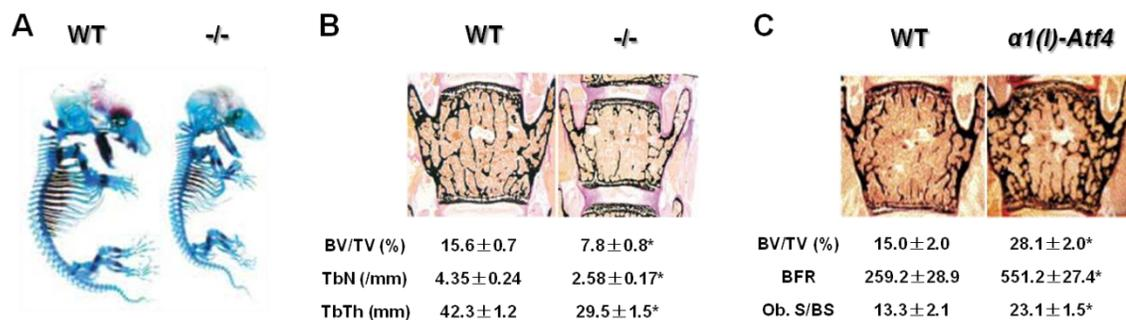 A WT -/-
B WT -/-
BV/TV (%) 15.6±0.7 7.8±0.8*
TbN (/mm) 4.35±0.24 2.58±0.17*
TbTh (mm) 42.3±1.2 29.5±1.5*
C WT α1(I)-Atf4
BV/TV (%) 15.0±2.0 28.1±2.0*
BFR 259.2±28.9 551.2±27.4*
Ob. S/BS 13.3±2.1 23.1±1.5*